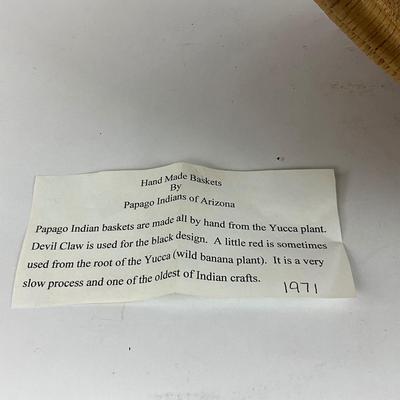 Hand Made Baskets
By
Papago Indians of Arizona
Papago Indian baskets are made all by hand from the Yucca plant.
Devil Claw is used for the black design. A little red is sometimes
used from the root of the Yucca (wild banana plant). It is a very
slow process and one of the oldest of Indian crafts.
1971